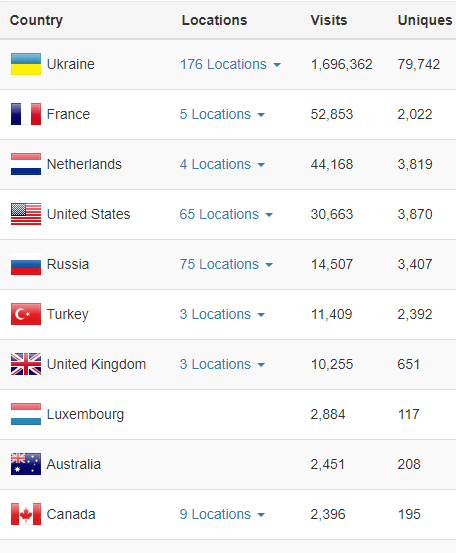 Country Locations Visits Uniques
Ukraine 176 Locations 1,696,362 79,742
France 5 Locations 52,853 2,022
Netherlands 4 Locations 44,168 3,819
United States 65 Locations 30,663 3,870
Russia 75 Locations 14,507 3,407
Turkey 3 Locations 11,409 2,392
United Kingdom 3 Locations 10,255 651
Luxembourg 2,884 117
Australia 2,451 208
Canada 9 Locations 2,396 195